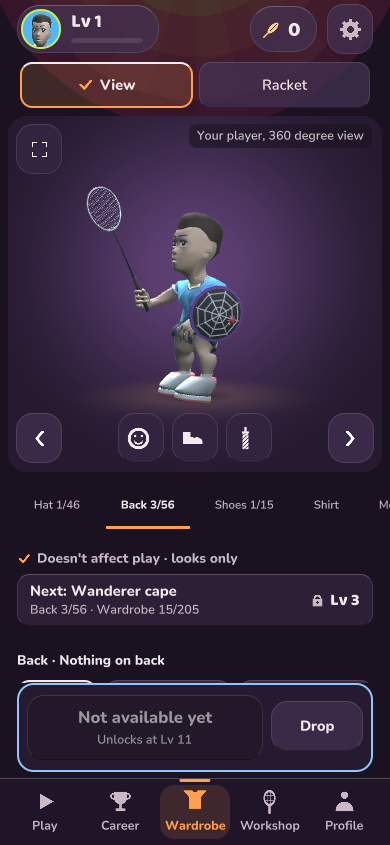 Lv 1
0
View
Racket
Your player, 360 degree view
Hat 1/46
Back 3/56
Shoes 1/15
Shirt
Doesn't affect play · looks only
Next: Wanderer cape
Back 3/56 · Wardrobe 15/205
Lv 3
Back · Nothing on back
Not available yet
Unlocks at Lv 11
Drop
Play
Career
Wardrobe
Workshop
Profile